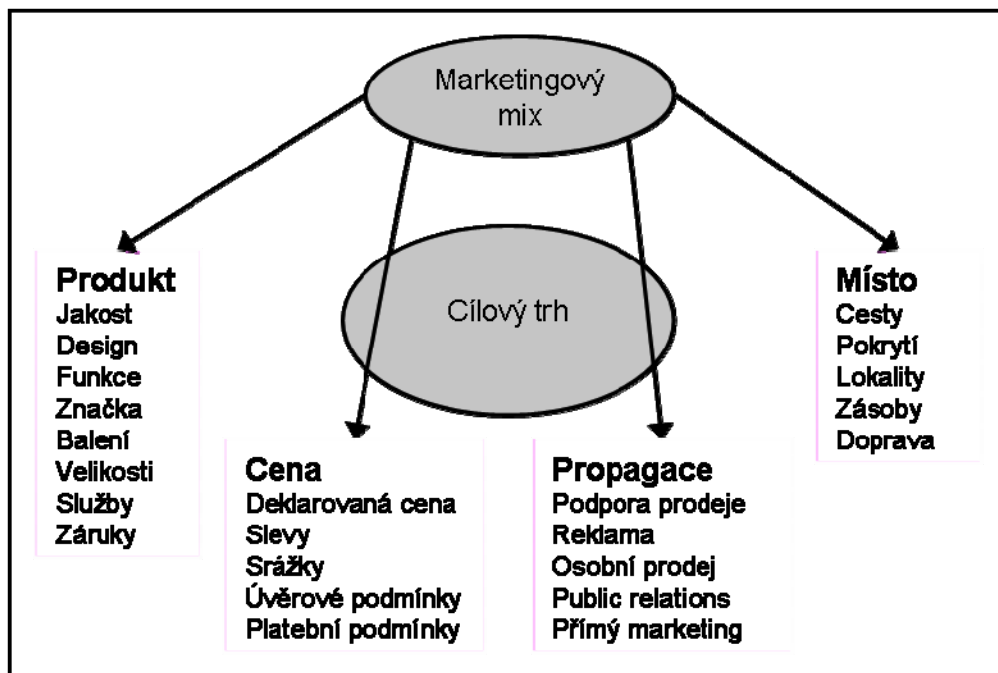 Marketingový
mix
Cílový trh
Produkt
Jakost
Design
Funkce
Značka
Balení
Velikosti
Služby
Záruky
Cena
Deklarovaná cena
Slevy
Srážky
Úvěrové podmínky
Platební podmínky
Propagace
Podpora prodeje
Reklama
Osobní prodej
Public relations
Přímý marketing
Místo
Cesty
Pokrytí
Lokality
Zásoby
Doprava